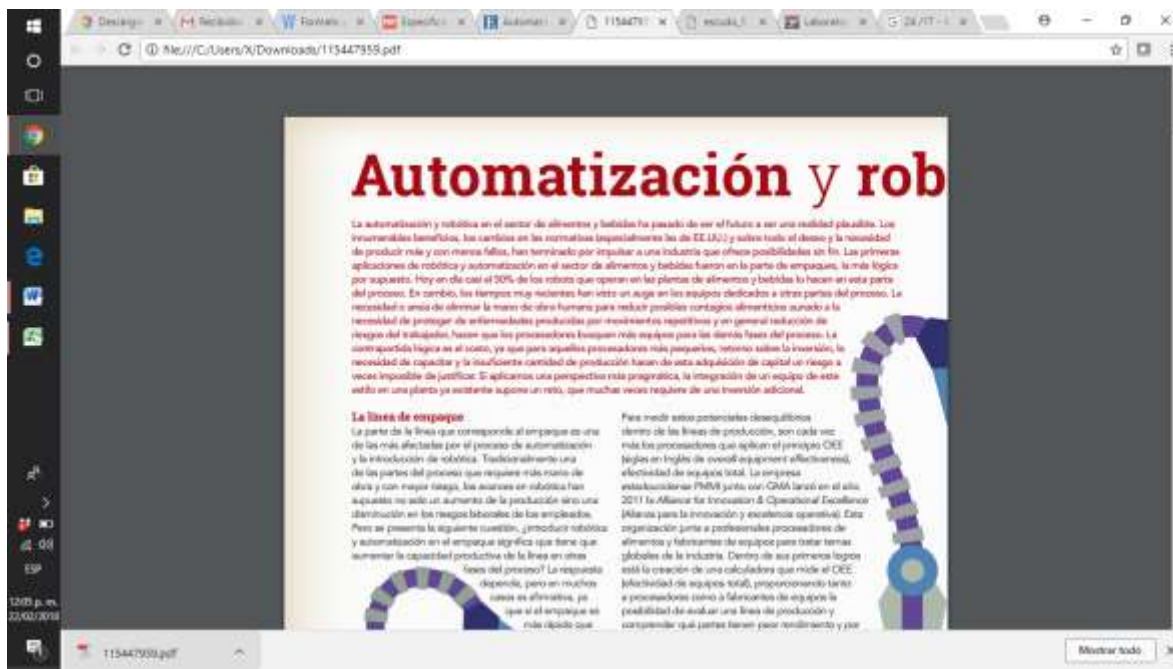 Descargar
Recibido
Formato
Específico
Automat
11544795
escuda_1
Laborato
24/17 - I
file:///C:/Users/X/Downloads/115447959.pdf
Automatización y rob
La automatización y robótica en el sector de alimentos y bebidas ha pasado de ser el futuro a ser una realidad plausible. Los
innumerables beneficios, los cambios en las normativas (especialmente las de EE.UU.) y sobre todo el deseo y la necesidad
de producir más y con menos fallos, han terminado por impulsar a una industria que ofrece posibilidades sin fin. Las primeras
aplicaciones de robótica y automatización en el sector de alimentos y bebidas fueron en la parte de empaques, la más lógica
por supuesto. Hoy en día casi el 50% de los robots que operan en las plantas de alimentos y bebidas lo hacen en esta parte
del proceso. En cambio, los tiempos muy recientes han visto un auge en los equipos dedicados a otras partes del proceso. La
necesidad o ansia de eliminar la mano de obra humana para reducir posibles contagios alimenticios aunado a la
necesidad de proteger de enfermedades producidas por movimientos repetitivos y en general reducción de
riesgos del trabajador, hacen que los procesadores busquen más equipos para las demás fases del proceso. La
contrapartida lógica es el costo, ya que para aquellos procesadores más pequeños, retorno sobre la inversión, la
necesidad de capacitar y la insuficiente cantidad de producción hacen de esta adquisición de capital un riesgo a
veces imposible de justificar. Si aplicamos una perspectiva más pragmática, la integración de un equipo de este
estilo en una planta ya existente supone un reto, que muchas veces requiere de una inversión adicional.
La línea de empaque
La parte de la línea que corresponde al empaque es una
de las más afectadas por el proceso de automatización
y la introducción de robótica. Tradicionalmente una
de las partes del proceso que requiere más mano de
obra y con mayor riesgo, los avances en robótica han
supuesto no solo un aumento de la producción sino una
disminución en los riesgos laborales de los empleados.
Pero se presenta la siguiente cuestión, ¿introducir robótica
y automatización en el empaque significa que tiene que
aumentar la capacidad productiva de la línea en otras
fases del proceso? La respuesta
depende, pero en muchos
casos es afirmativa, ya
que si el empaque es
más rápido que
Para medir estos potenciales desequilibrios
dentro de las líneas de producción, son cada vez
más los procesadores que aplican el principio OEE
(siglas en inglés de overall equipment effectiveness),
efectividad de equipos total. La empresa
estadounidense PMMI junto con GMA lanzó en el año
2011 la Alliance for Innovation & Operational Excellence
(Alianza para la innovación y excelencia operativa). Esta
organización junta a profesionales procesadores de
alimentos y fabricantes de equipos para tratar temas
globales de la industria. Dentro de sus primeros logros
está la creación de una calculadora que mide el OEE
(efectividad de equipos total), proporcionando tanto
a procesadores como a fabricantes de equipos la
posibilidad de evaluar una línea de producción y
comprender qué partes tienen peor rendimiento y por
ESP
12:05 p. m.
22/02/2018
115447959.pdf
Mostrar todo